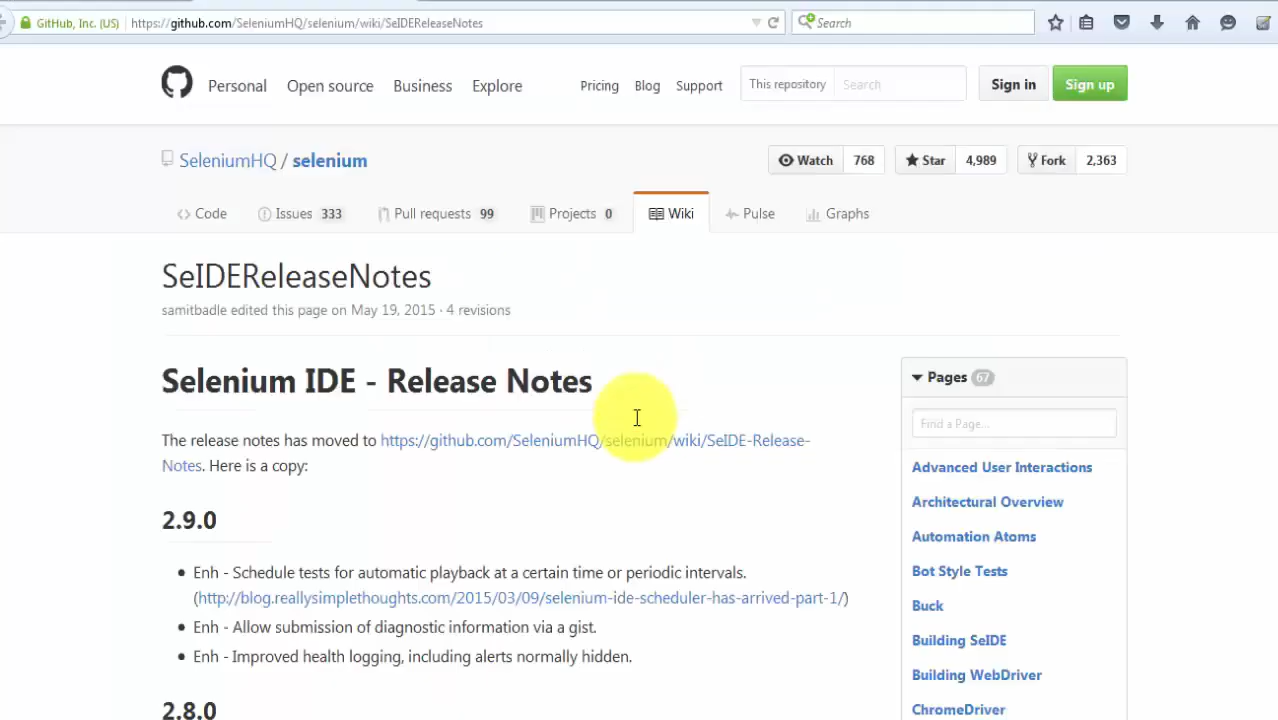 GitHub, Inc. (US) https://github.com/SeleniumHQ/selenium/wiki/SeIDEReleaseNotes Search
Personal Open source Business Explore Pricing Blog Support This repository Search Sign in Sign up
SeleniumHQ / selenium Watch 768 Star 4,989 Fork 2,363
Code Issues 333 Pull requests 99 Projects 0 Wiki Pulse Graphs
SeIDEReleaseNotes
samitbadle edited this page on May 19, 2015 · 4 revisions
Selenium IDE - Release Notes
The release notes has moved to https://github.com/SeleniumHQ/selenium/wiki/SeIDE-Release-
Notes. Here is a copy:
2.9.0
Enh - Schedule tests for automatic playback at a certain time or periodic intervals.
(http://blog.reallysimplethoughts.com/2015/03/09/selenium-ide-scheduler-has-arrived-part-1/)
Enh - Allow submission of diagnostic information via a gist.
Enh - Improved health logging, including alerts normally hidden.
2.8.0
Pages 67
Find a Page...
Advanced User Interactions
Architectural Overview
Automation Atoms
Bot Style Tests
Buck
Building SeIDE
Building WebDriver
ChromeDriver